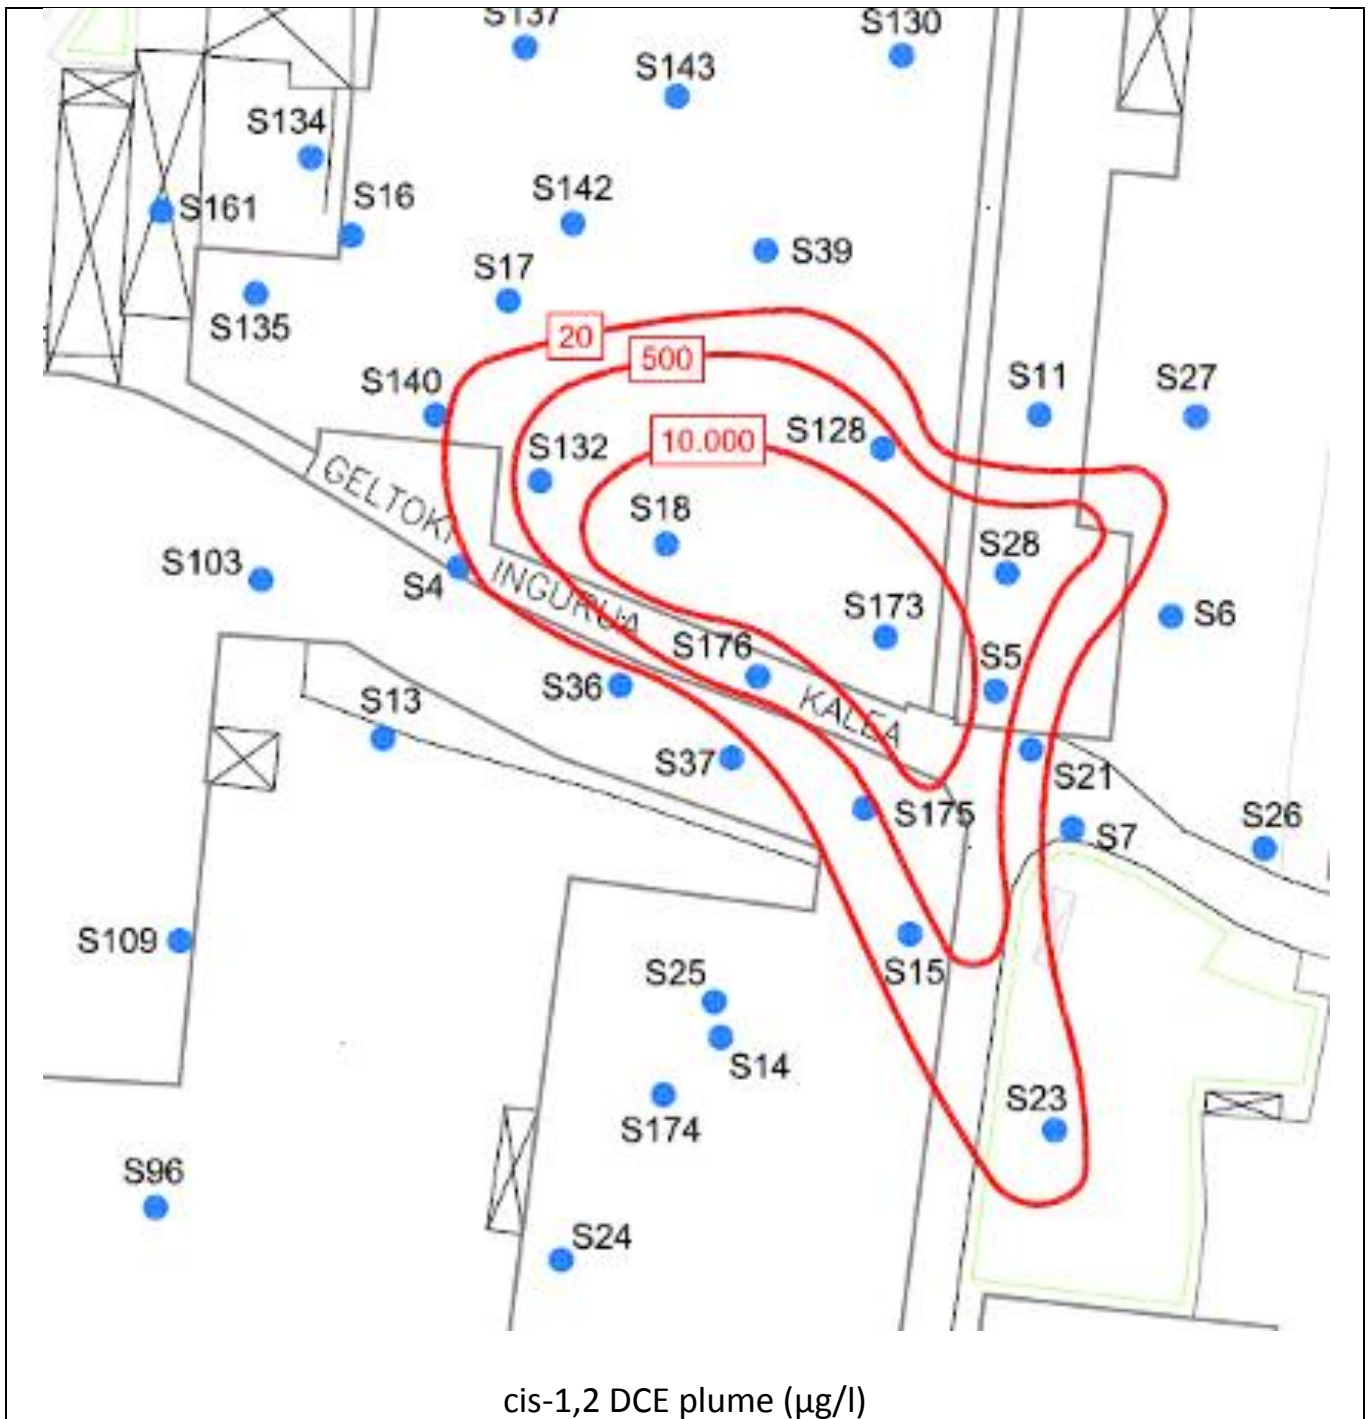 S137
S130
S143
S134
S142
S16
S161
S39
S17
S135
20
500
S11
S27
S140
10.000
S128
S132
S18
S28
GELTOKI INGURUA KALEA
S103
S4
S173
S6
S176
S5
S36
S13
S37
S21
S175
S26
S7
S109
S15
S25
S14
S23
S174
S96
S24
cis-1,2 DCE plume (µg/l)